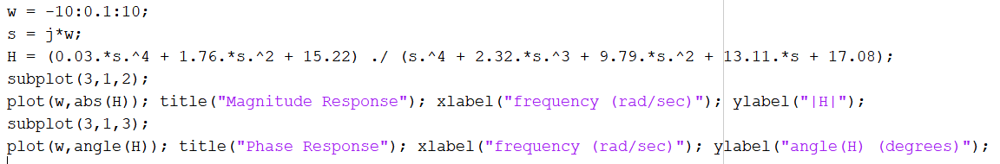 w = -10:0.1:10;
s = j*w;
H = (0.03.*s.^4 + 1.76.*s.^2 + 15.22) ./ (s.^4 + 2.32.*s.^3 + 9.79.*s.^2 + 13.11.*s + 17.08);
subplot(3,1,2);
plot(w,abs(H)); title("Magnitude Response"); xlabel("frequency (rad/sec)"); ylabel("|H|");
subplot(3,1,3);
plot(w,angle(H)); title("Phase Response"); xlabel("frequency (rad/sec)"); ylabel("angle(H) (degrees)");